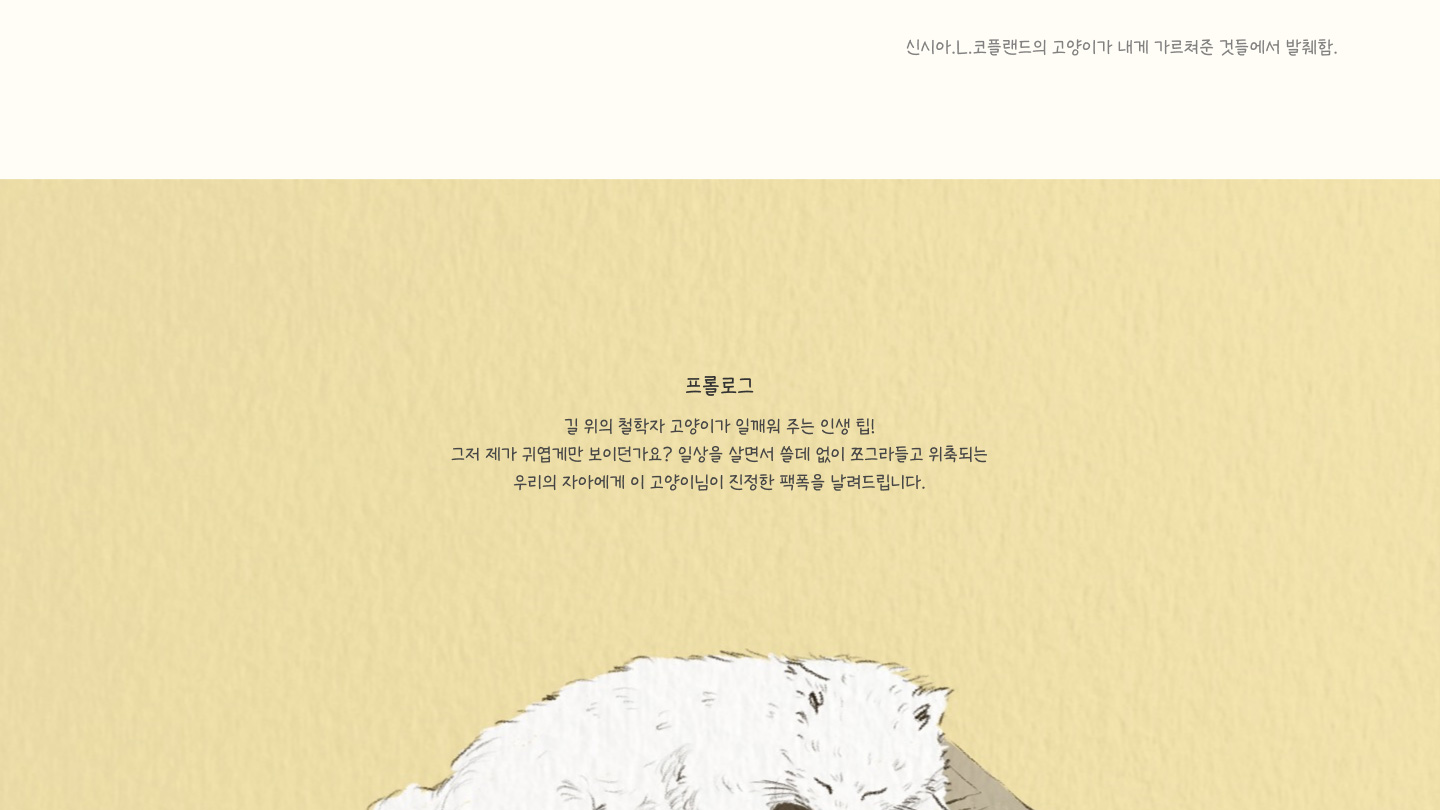 신시아.L.코플랜드의 고양이가 내게 가르쳐준 것들에서 발췌함.
프롤로그
길 위의 철학자 고양이가 일깨워 주는 인생 팁!
그저 제가 귀엽게만 보이던가요? 일상을 살면서 쓸데 없이 쪼그라들고 위축되는
우리의 자아에게 이 고양이님이 진정한 팩폭을 날려드립니다.